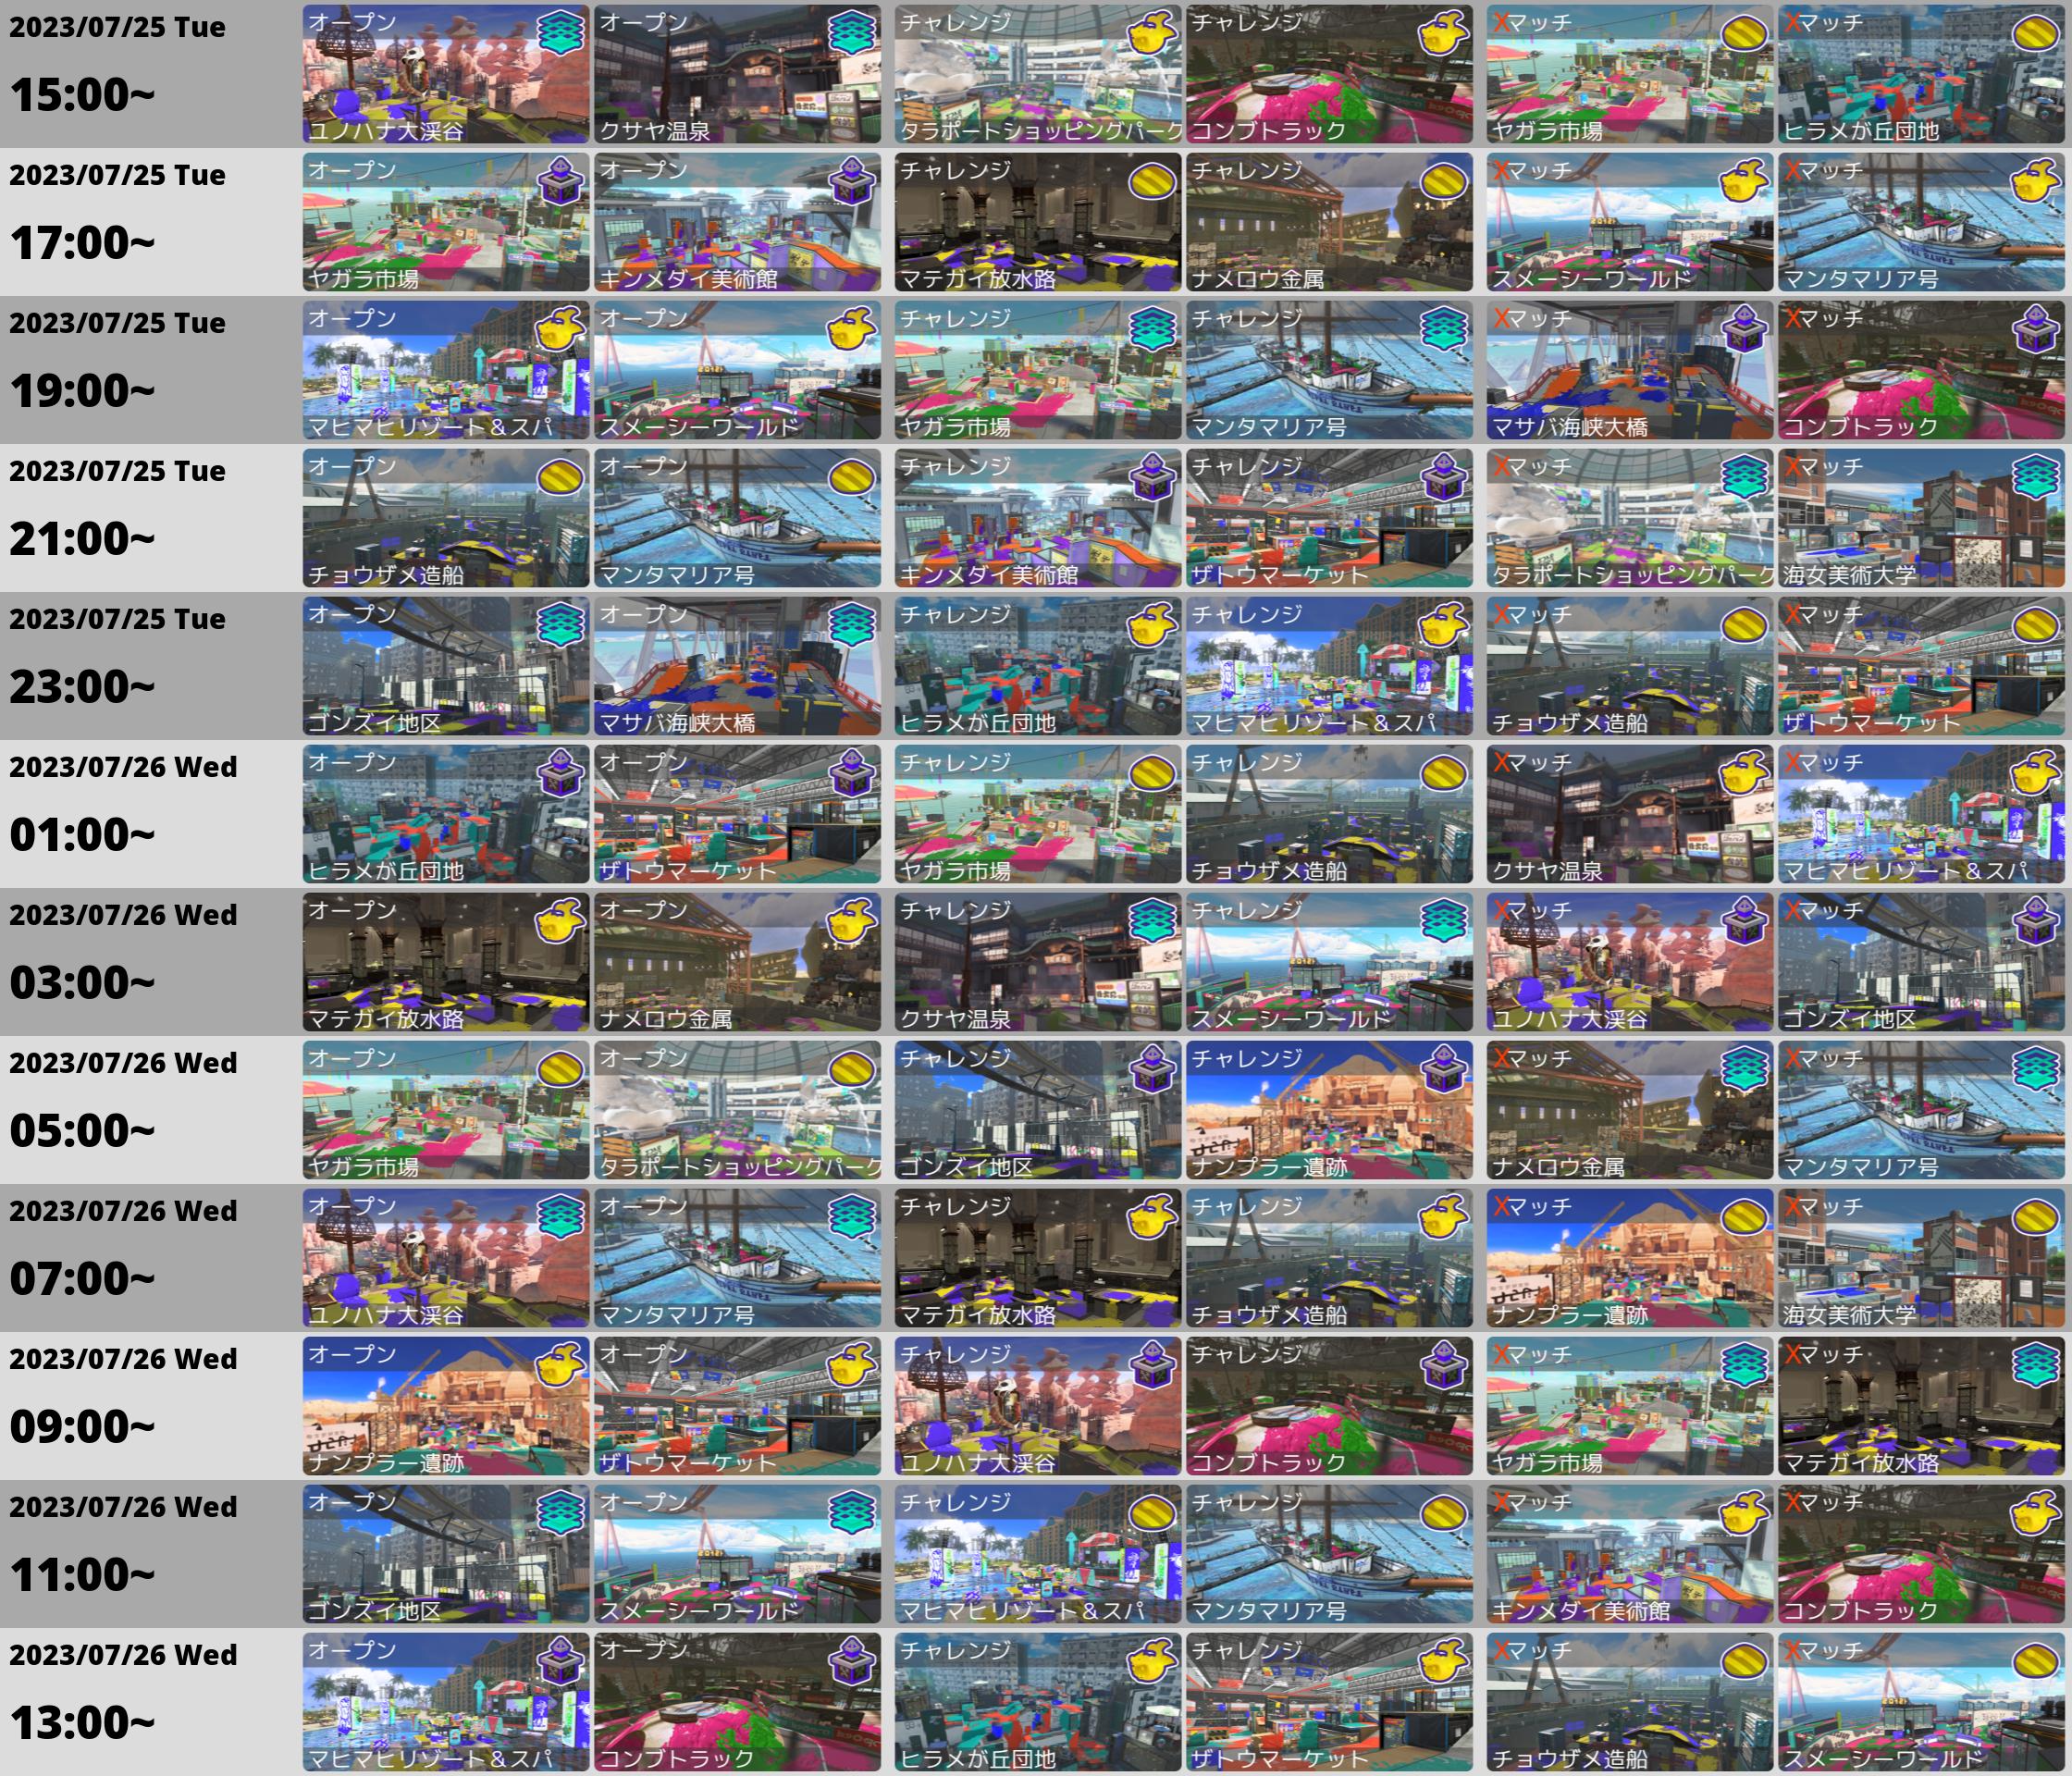 2023/07/25 Tue
15:00~
オープン オープン チャレンジ チャレンジ Xマッチ Xマッチ
ユノハナ大渓谷 クサヤ温泉 タラポートショッピングパーク コンブトラック ヤガラ市場 ヒラメが丘団地
2023/07/25 Tue
17:00~
オープン オープン チャレンジ チャレンジ Xマッチ Xマッチ
ヤガラ市場 キンメダイ美術館 マテガイ放水路 ナメロウ金属 スメーシーワールド マンタマリア号
2023/07/25 Tue
19:00~
オープン オープン チャレンジ チャレンジ Xマッチ Xマッチ
マヒマヒリゾート＆スパ スメーシーワールド ヤガラ市場 マンタマリア号 マサバ海峡大橋 コンブトラック
2023/07/25 Tue
21:00~
オープン オープン チャレンジ チャレンジ Xマッチ Xマッチ
チョウザメ造船 マンタマリア号 キンメダイ美術館 ザトウマーケット タラポートショッピングパーク 海女美術大学
2023/07/25 Tue
23:00~
オープン オープン チャレンジ チャレンジ Xマッチ Xマッチ
ゴンズイ地区 マサバ海峡大橋 ヒラメが丘団地 マヒマヒリゾート＆スパ チョウザメ造船 ザトウマーケット
2023/07/26 Wed
01:00~
オープン オープン チャレンジ チャレンジ Xマッチ Xマッチ
ヒラメが丘団地 ザトウマーケット ヤガラ市場 チョウザメ造船 クサヤ温泉 マヒマヒリゾート＆スパ
2023/07/26 Wed
03:00~
オープン オープン チャレンジ チャレンジ Xマッチ Xマッチ
マテガイ放水路 ナメロウ金属 クサヤ温泉 スメーシーワールド ユノハナ大渓谷 ゴンズイ地区
2023/07/26 Wed
05:00~
オープン オープン チャレンジ チャレンジ Xマッチ Xマッチ
ヤガラ市場 タラポートショッピングパーク ゴンズイ地区 ナンプラー遺跡 ナメロウ金属 マンタマリア号
2023/07/26 Wed
07:00~
オープン オープン チャレンジ チャレンジ Xマッチ Xマッチ
ユノハナ大渓谷 マンタマリア号 マテガイ放水路 チョウザメ造船 ナンプラー遺跡 海女美術大学
2023/07/26 Wed
09:00~
オープン オープン チャレンジ チャレンジ Xマッチ Xマッチ
ナンプラー遺跡 ザトウマーケット ユノハナ大渓谷 コンブトラック ヤガラ市場 マテガイ放水路
2023/07/26 Wed
11:00~
オープン オープン チャレンジ チャレンジ Xマッチ Xマッチ
ゴンズイ地区 スメーシーワールド マヒマヒリゾート＆スパ マンタマリア号 キンメダイ美術館 コンブトラック
2023/07/26 Wed
13:00~
オープン オープン チャレンジ チャレンジ Xマッチ Xマッチ
マヒマヒリゾート＆スパ コンブトラック ヒラメが丘団地 ザトウマーケット チョウザメ造船 スメーシーワールド